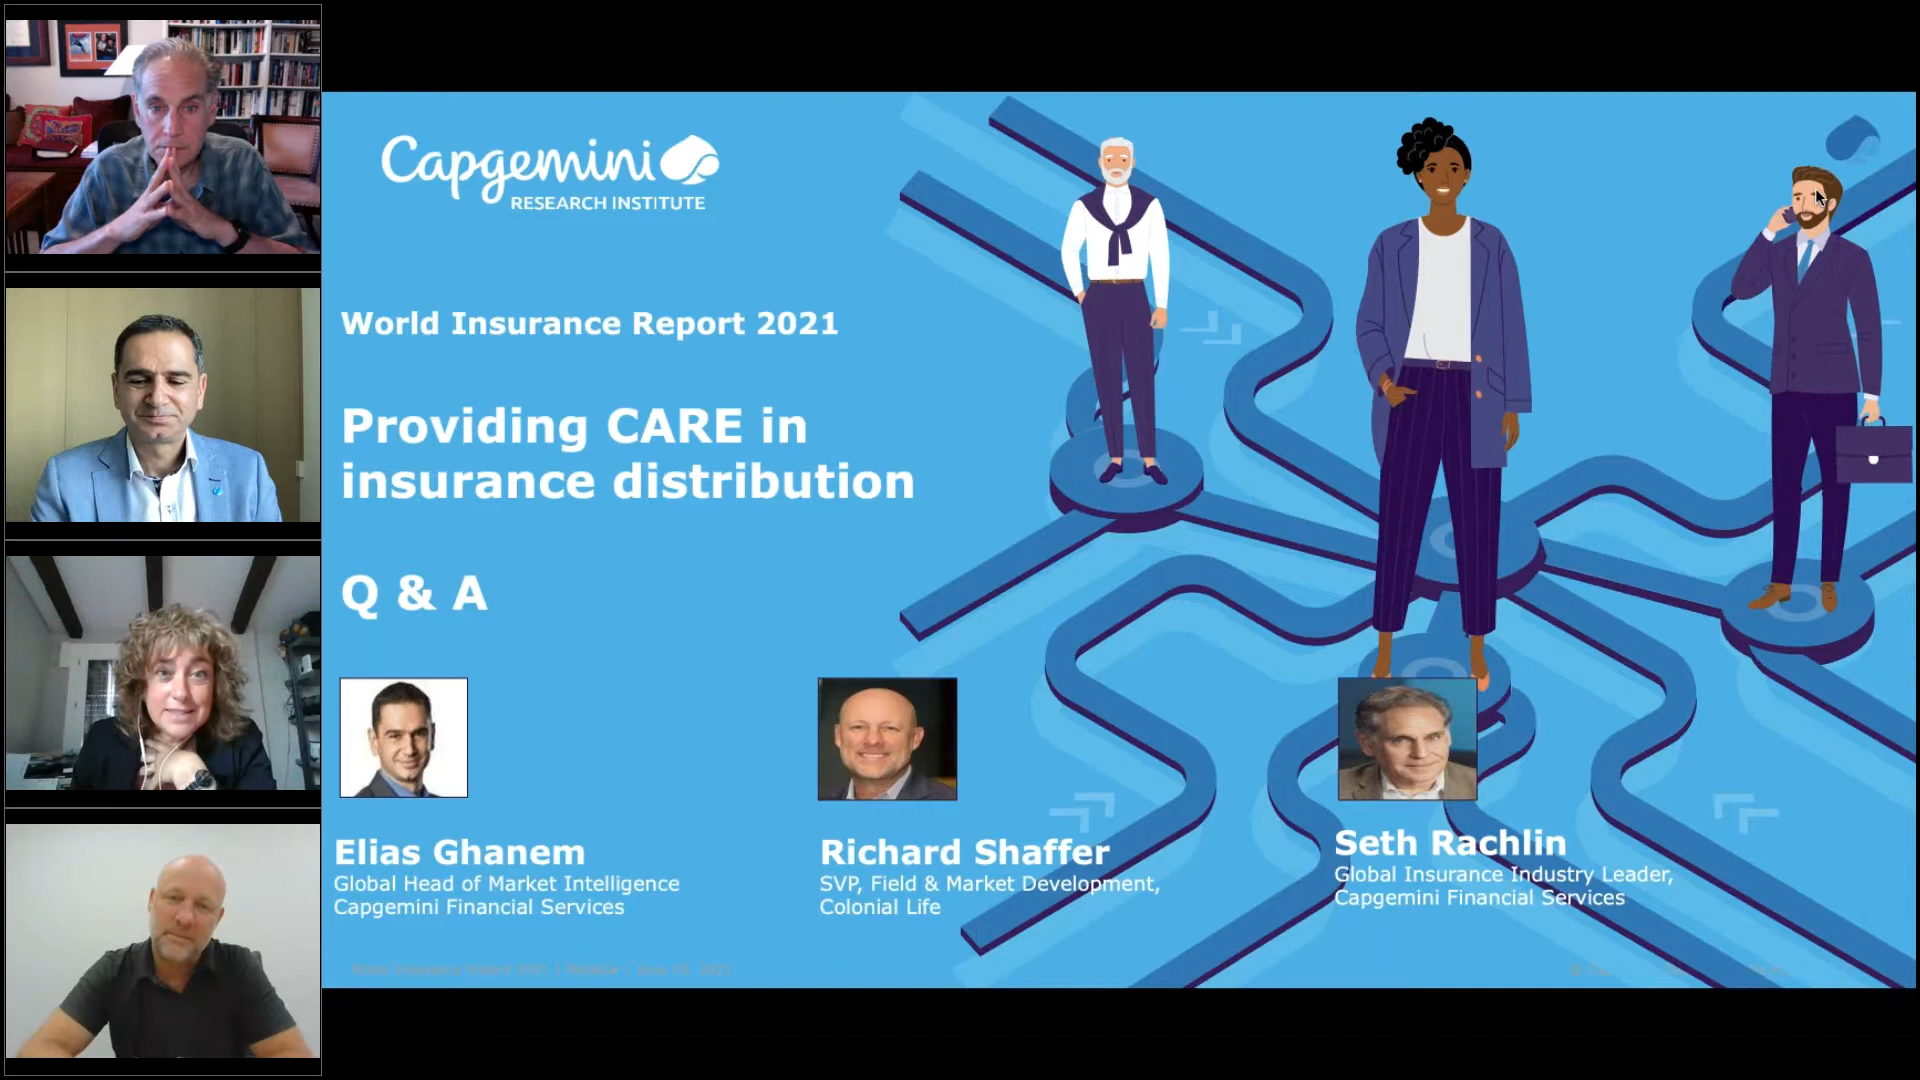 Capgemini
RESEARCH INSTITUTE
World Insurance Report 2021
Providing CARE in
insurance distribution
Q & A
Elias Ghanem
Global Head of Market Intelligence
Capgemini Financial Services
Richard Shaffer
SVP, Field & Market Development,
Colonial Life
Seth Rachlin
Global Insurance Industry Leader,
Capgemini Financial Services